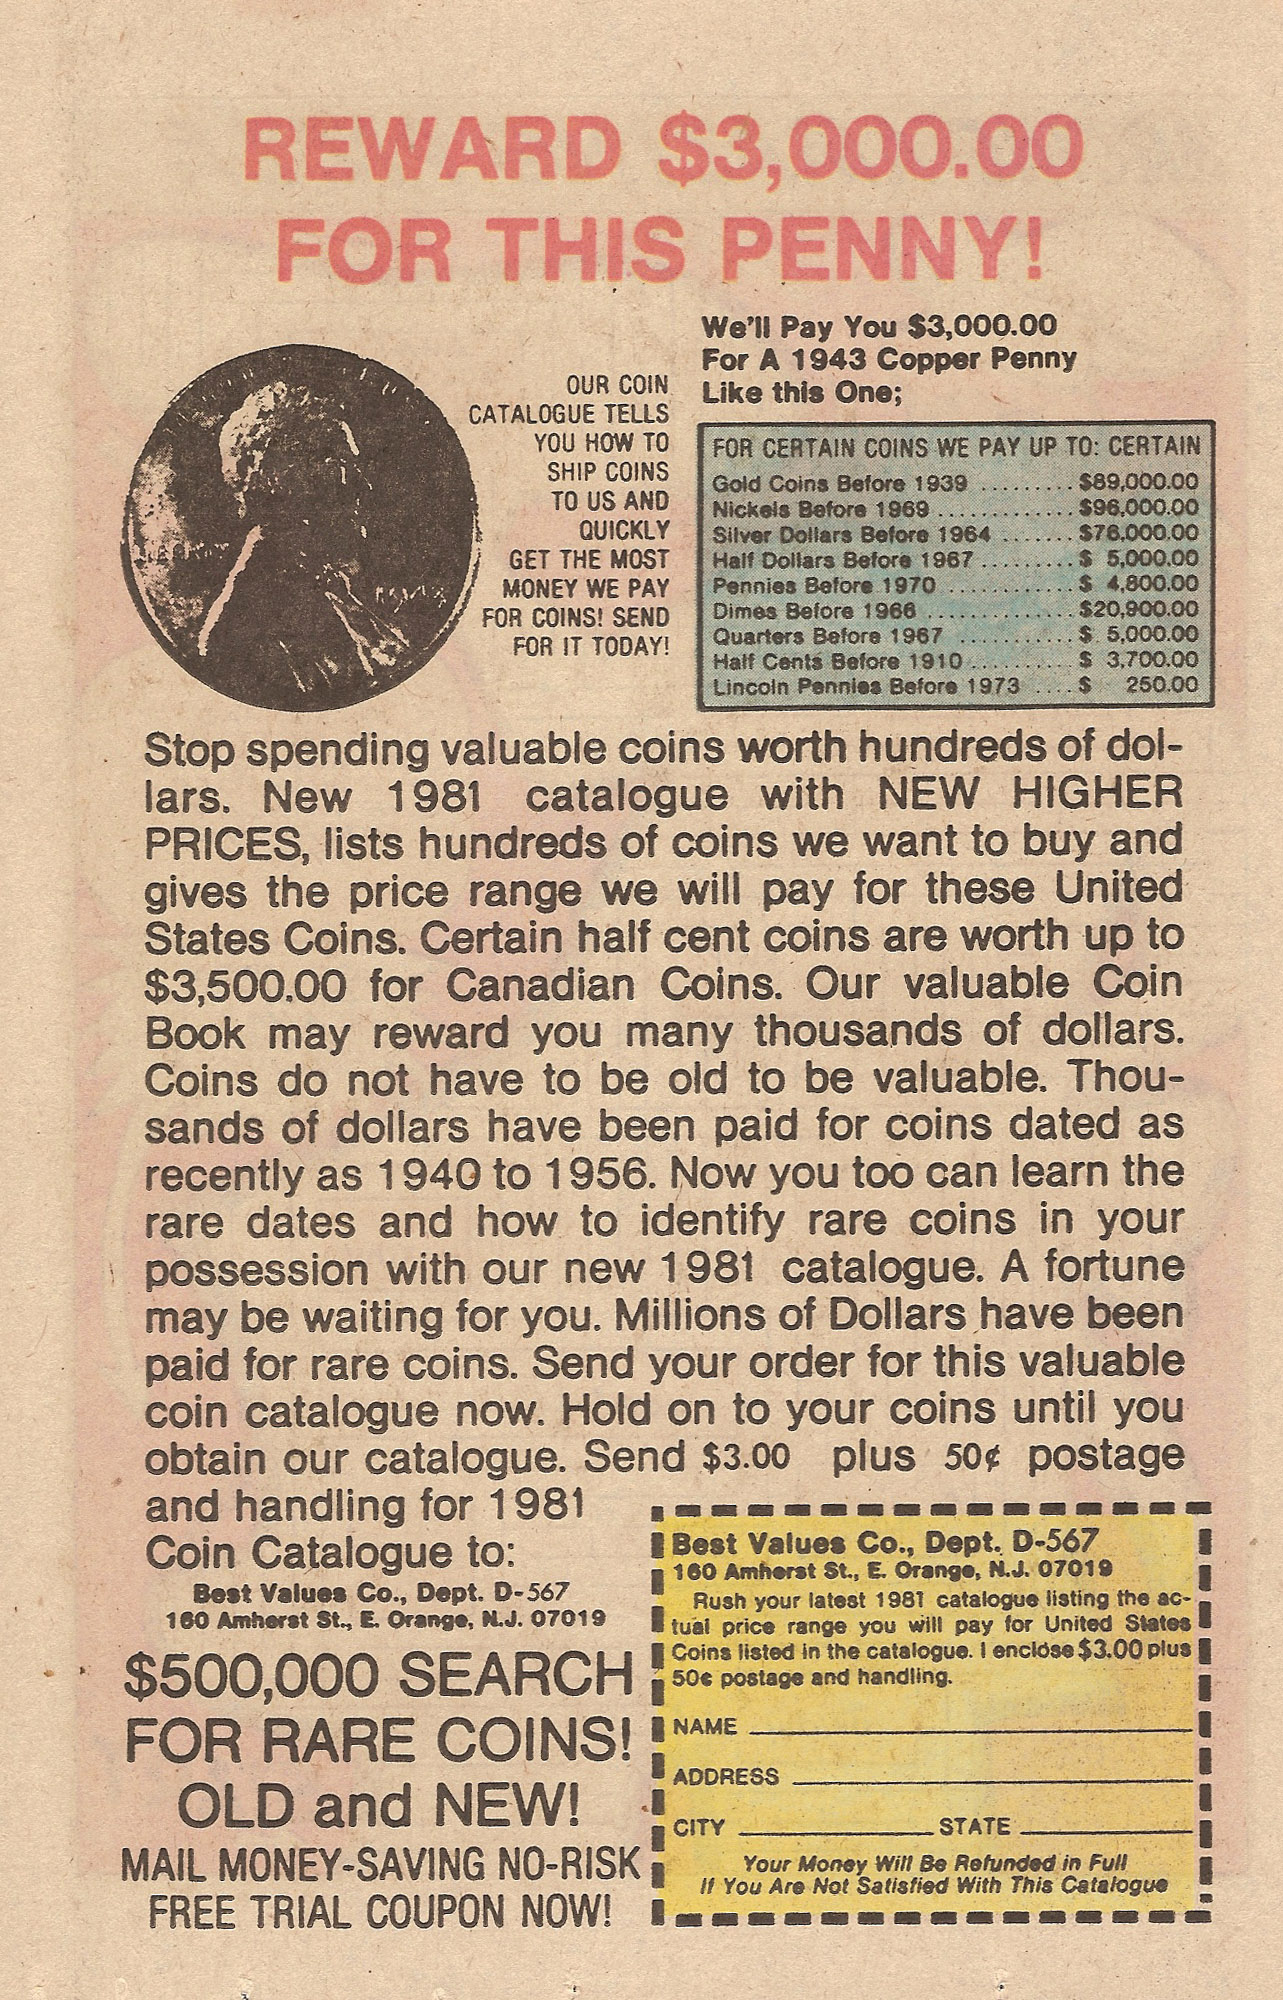 REWARD $3,000.00
FOR THIS PENNY!
We'll Pay You $3,000.00
For A 1943 Copper Penny
Like this One;
OUR COIN
CATALOGUE TELLS
YOU HOW TO
SHIP COINS
TO US AND
QUICKLY
GET THE MOST
MONEY WE PAY
FOR COINS! SEND
FOR IT TODAY!
FOR CERTAIN COINS WE PAY UP TO: CERTAIN
Gold Coins Before 1939 ......... $89,000.00
Nickels Before 1969 ............. $96,000.00
Silver Dollars Before 1964 ....... $76,000.00
Half Dollars Before 1967 ......... $ 5,000.00
Pennies Before 1970 ............ $ 4,800.00
Dimes Before 1966 .............. $20,900.00
Quarters Before 1967 ........... $ 5,000.00
Half Cents Before 1910 .......... $ 3,700.00
Lincoln Pennies Before 1973 .... $ 250.00
Stop spending valuable coins worth hundreds of dol-
lars. New 1981 catalogue with NEW HIGHER
PRICES, lists hundreds of coins we want to buy and
gives the price range we will pay for these United
States Coins. Certain half cent coins are worth up to
$3,500.00 for Canadian Coins. Our valuable Coin
Book may reward you many thousands of dollars.
Coins do not have to be old to be valuable. Thou-
sands of dollars have been paid for coins dated as
recently as 1940 to 1956. Now you too can learn the
rare dates and how to identify rare coins in your
possession with our new 1981 catalogue. A fortune
may be waiting for you. Millions of Dollars have been
paid for rare coins. Send your order for this valuable
coin catalogue now. Hold on to your coins until you
obtain our catalogue. Send $3.00 plus 50¢ postage
and handling for 1981
Coin Catalogue to:
Best Values Co., Dept. D-567
160 Amherst St., E. Orange, N.J. 07019
$500,000 SEARCH
FOR RARE COINS!
OLD and NEW!
MAIL MONEY-SAVING NO-RISK
FREE TRIAL COUPON NOW!
Best Values Co., Dept. D-567
160 Amherst St., E. Orange, N.J. 07019
Rush your latest 1981 catalogue listing the ac-
tual price range you will pay for United States
Coins listed in the catalogue. I enclose $3.00 plus
50¢ postage and handling.
NAME
ADDRESS
CITY STATE
Your Money Will Be Refunded in Full
If You Are Not Satisfied With This Catalogue